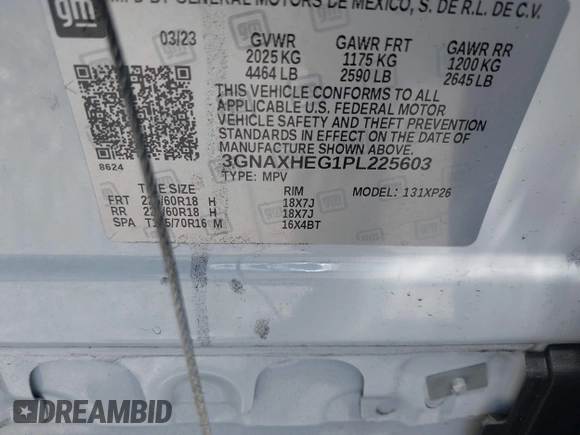 gm
MFD BY GENERAL MOTORS DE MEXICO, S. DE R.L. DE C.V.
03/23 GVWR GAWR FRT GAWR RR
2025 KG 1175 KG 1200 KG
4464 LB 2590 LB 2645 LB
THIS VEHICLE CONFORMS TO ALL
APPLICABLE U.S. FEDERAL MOTOR
VEHICLE SAFETY AND THEFT PREVENTION
STANDARDS IN EFFECT ON THE DATE OF
MANUFACTURE SHOWN ABOVE.
8624
3GNAXHEG1PL225603
TYPE: MPV MODEL: 131XP26
TIRE SIZE RIM
FRT /60R18 H 18X7J
RR /60R18 H 18X7J
SPA /70R16 M 16X4BT
DREAMBID